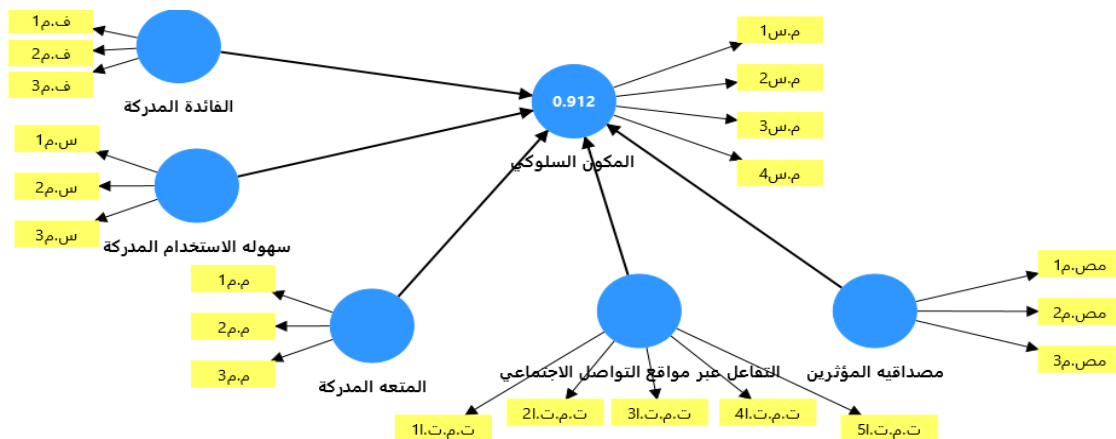 ف.م1
ف.م2
ف.م3
الفائدة المدركة
س.م1
س.م2
س.م3
سهوله الاستخدام المدركة
م.م1
م.م2
م.م3
المتعه المدركة
0.912
المكون السلوكي
م.س1
م.س2
م.س3
م.س4
التفاعل عبر مواقع التواصل الاجتماعي
ت.م.ت.ا1
ت.م.ت.ا2
ت.م.ت.ا3
ت.م.ت.ا4
ت.م.ت.ا5
مصداقيه المؤثرين
مص.م1
مص.م2
مص.م3